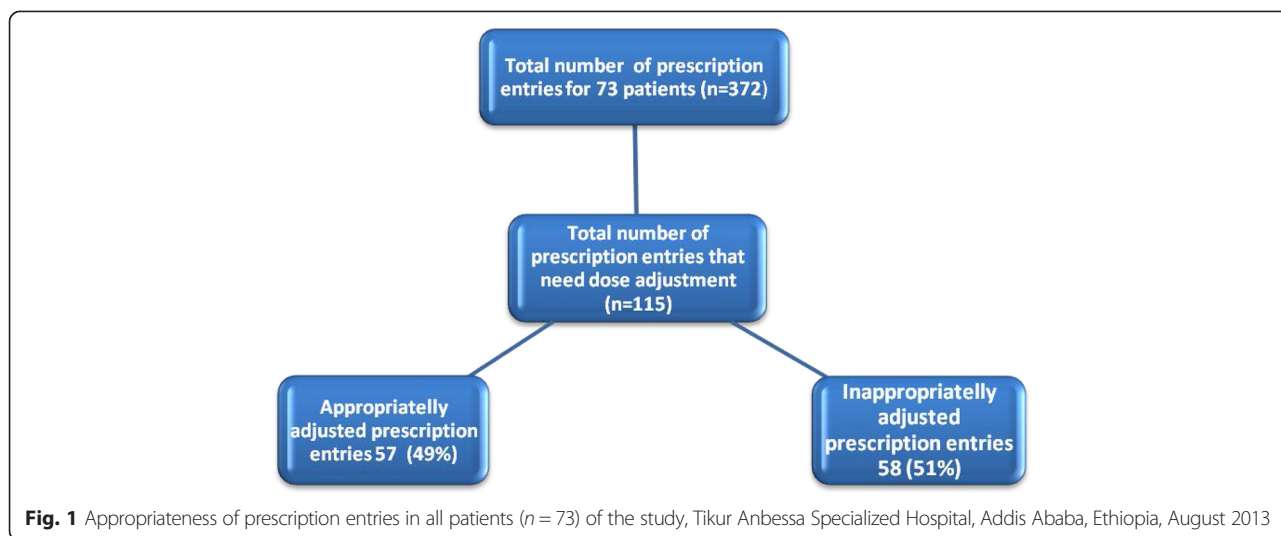 Total number of prescription
entries for 73 patients (n=372)
Total number of
prescription entries that
need dose adjustment
(n=115)
Appropriatelly
adjusted prescription
entries 57 (49%)
Inappropriatelly
adjusted
prescription entries
58 (51%)
Fig. 1 Appropriateness of prescription entries in all patients (n = 73) of the study, Tikur Anbessa Specialized Hospital, Addis Ababa, Ethiopia, August 2013